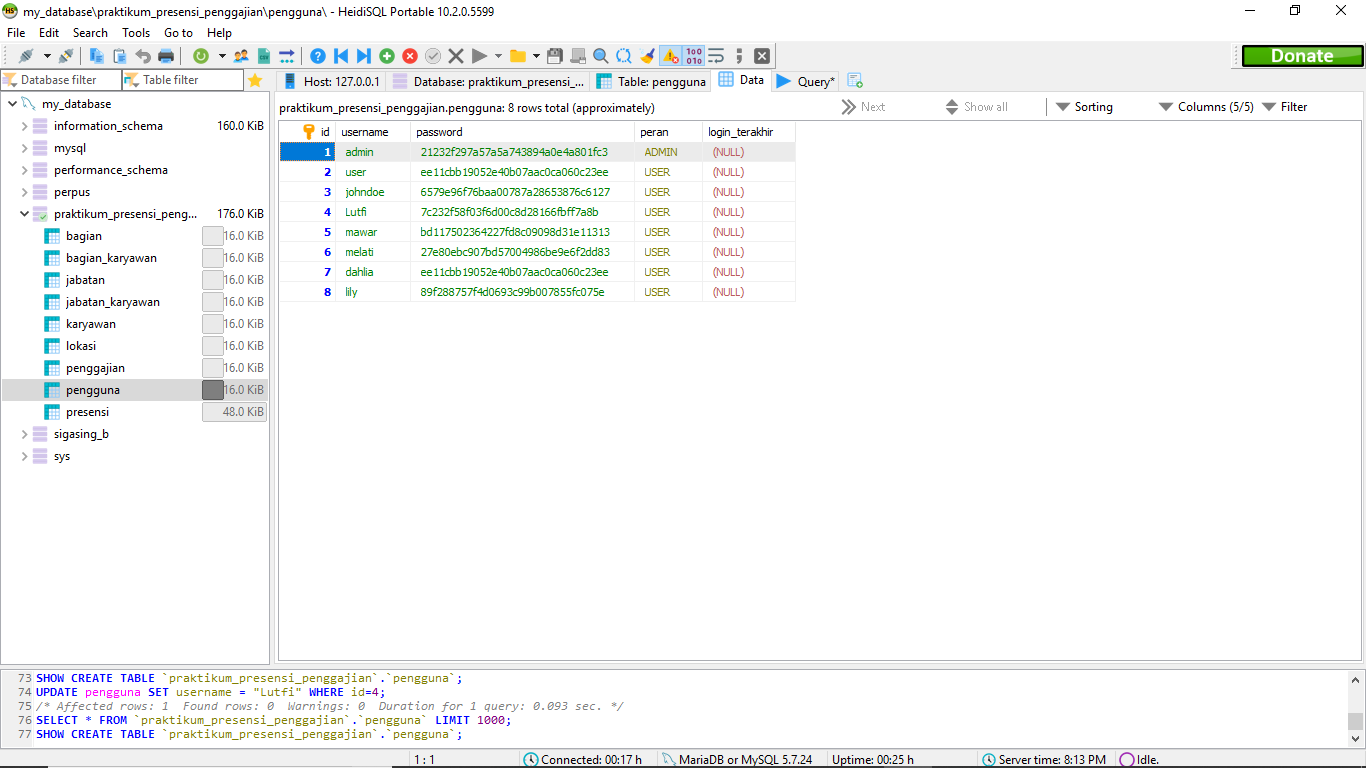 my_database\praktikum_presensi_penggajian\pengguna\ - HeidiSQL Portable 10.2.0.5599
File Edit Search Tools Go to Help
Donate
Database filter Table filter
Host: 127.0.0.1 Database: praktikum_presensi_... Table: pengguna Data Query*
my_database
information_schema 160.0 KiB
mysql
performance_schema
perpus
praktikum_presensi_peng... 176.0 KiB
bagian 16.0 KiB
bagian_karyawan 16.0 KiB
jabatan 16.0 KiB
jabatan_karyawan 16.0 KiB
karyawan 16.0 KiB
lokasi 16.0 KiB
penggajian 16.0 KiB
pengguna 16.0 KiB
presensi 48.0 KiB
sigasing_b
sys
praktikum_presensi_penggajian.pengguna: 8 rows total (approximately) Next Show all Sorting Columns (5/5) Filter
id username password peran login_terakhir
1 admin 21232f297a57a5a743894a0e4a801fc3 ADMIN (NULL)
2 user ee11cbb19052e40b07aac0ca060c23ee USER (NULL)
3 johndoe 6579e96f76baa00787a28653876c6127 USER (NULL)
4 Lutfi 7c232f58f03f6d00c8d28166fbff7a8b USER (NULL)
5 mawar bd117502364227fd8c09098d31e11313 USER (NULL)
6 melati 27e80ebc907bd57004986be9e6f2dd83 USER (NULL)
7 dahlia ee11cbb19052e40b07aac0ca060c23ee USER (NULL)
8 lily 89f288757f4d0693c99b007855fc075e USER (NULL)
73 SHOW CREATE TABLE `praktikum_presensi_penggajian`.`pengguna`;
74 UPDATE pengguna SET username = "Lutfi" WHERE id=4;
75 /* Affected rows: 1 Found rows: 0 Warnings: 0 Duration for 1 query: 0.093 sec. */
76 SELECT * FROM `praktikum_presensi_penggajian`.`pengguna` LIMIT 1000;
77 SHOW CREATE TABLE `praktikum_presensi_penggajian`.`pengguna`;
1 : 1 Connected: 00:17 h MariaDB or MySQL 5.7.24 Uptime: 00:25 h Server time: 8:13 PM Idle.